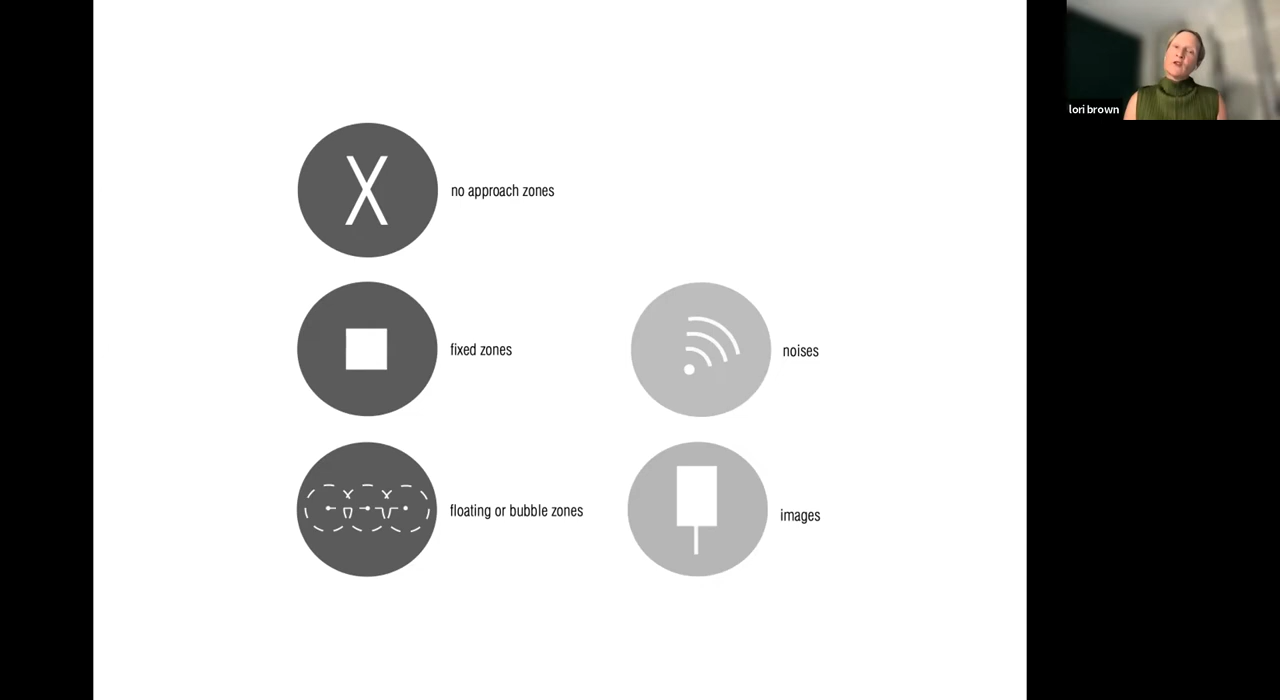 lori brown
X
no approach zones
fixed zones
noises
floating or bubble zones
images